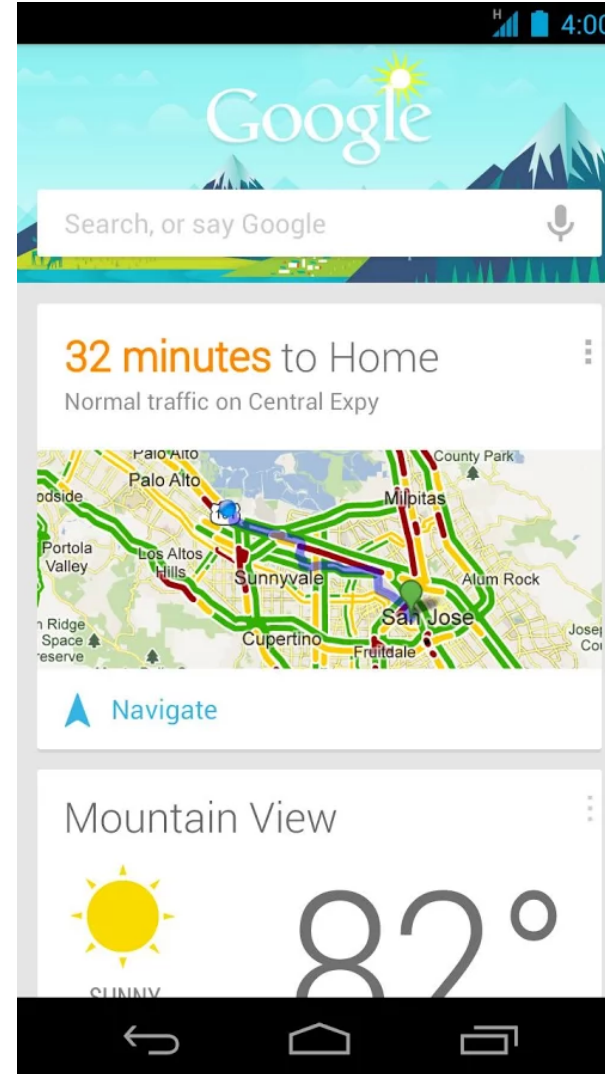 H
4:00
Google
Search, or say Google
32 minutes to Home
Normal traffic on Central Expy
Palo Alto
County Park
Palo Alto
Milpitas
Portola
Valley
Los Altos
Hills
Sunnyvale
Alum Rock
San Jose
Ridge
Space
Cupertino
Fruitdale
Navigate
Mountain View
82°
SUNNY